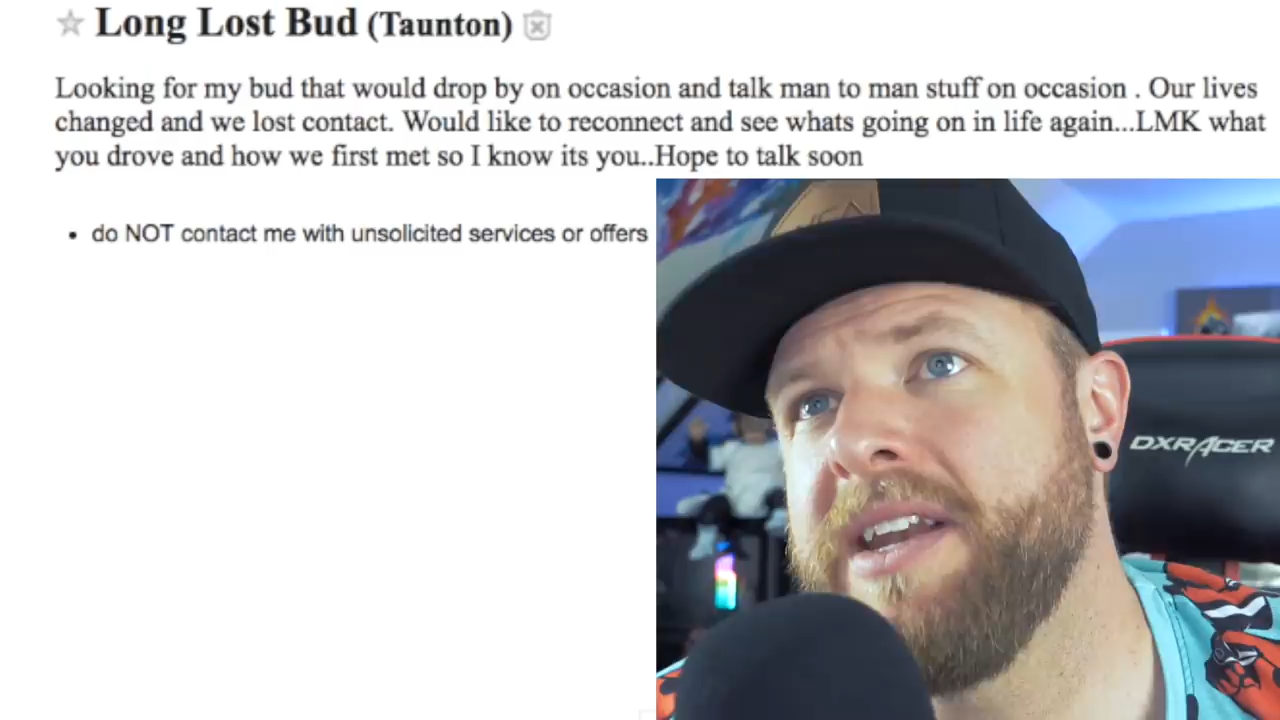 Long Lost Bud (Taunton)
Looking for my bud that would drop by on occasion and talk man to man stuff on occasion . Our lives
changed and we lost contact. Would like to reconnect and see whats going on in life again...LMK what
you drove and how we first met so I know its you..Hope to talk soon
• do NOT contact me with unsolicited services or offers
DXRACER